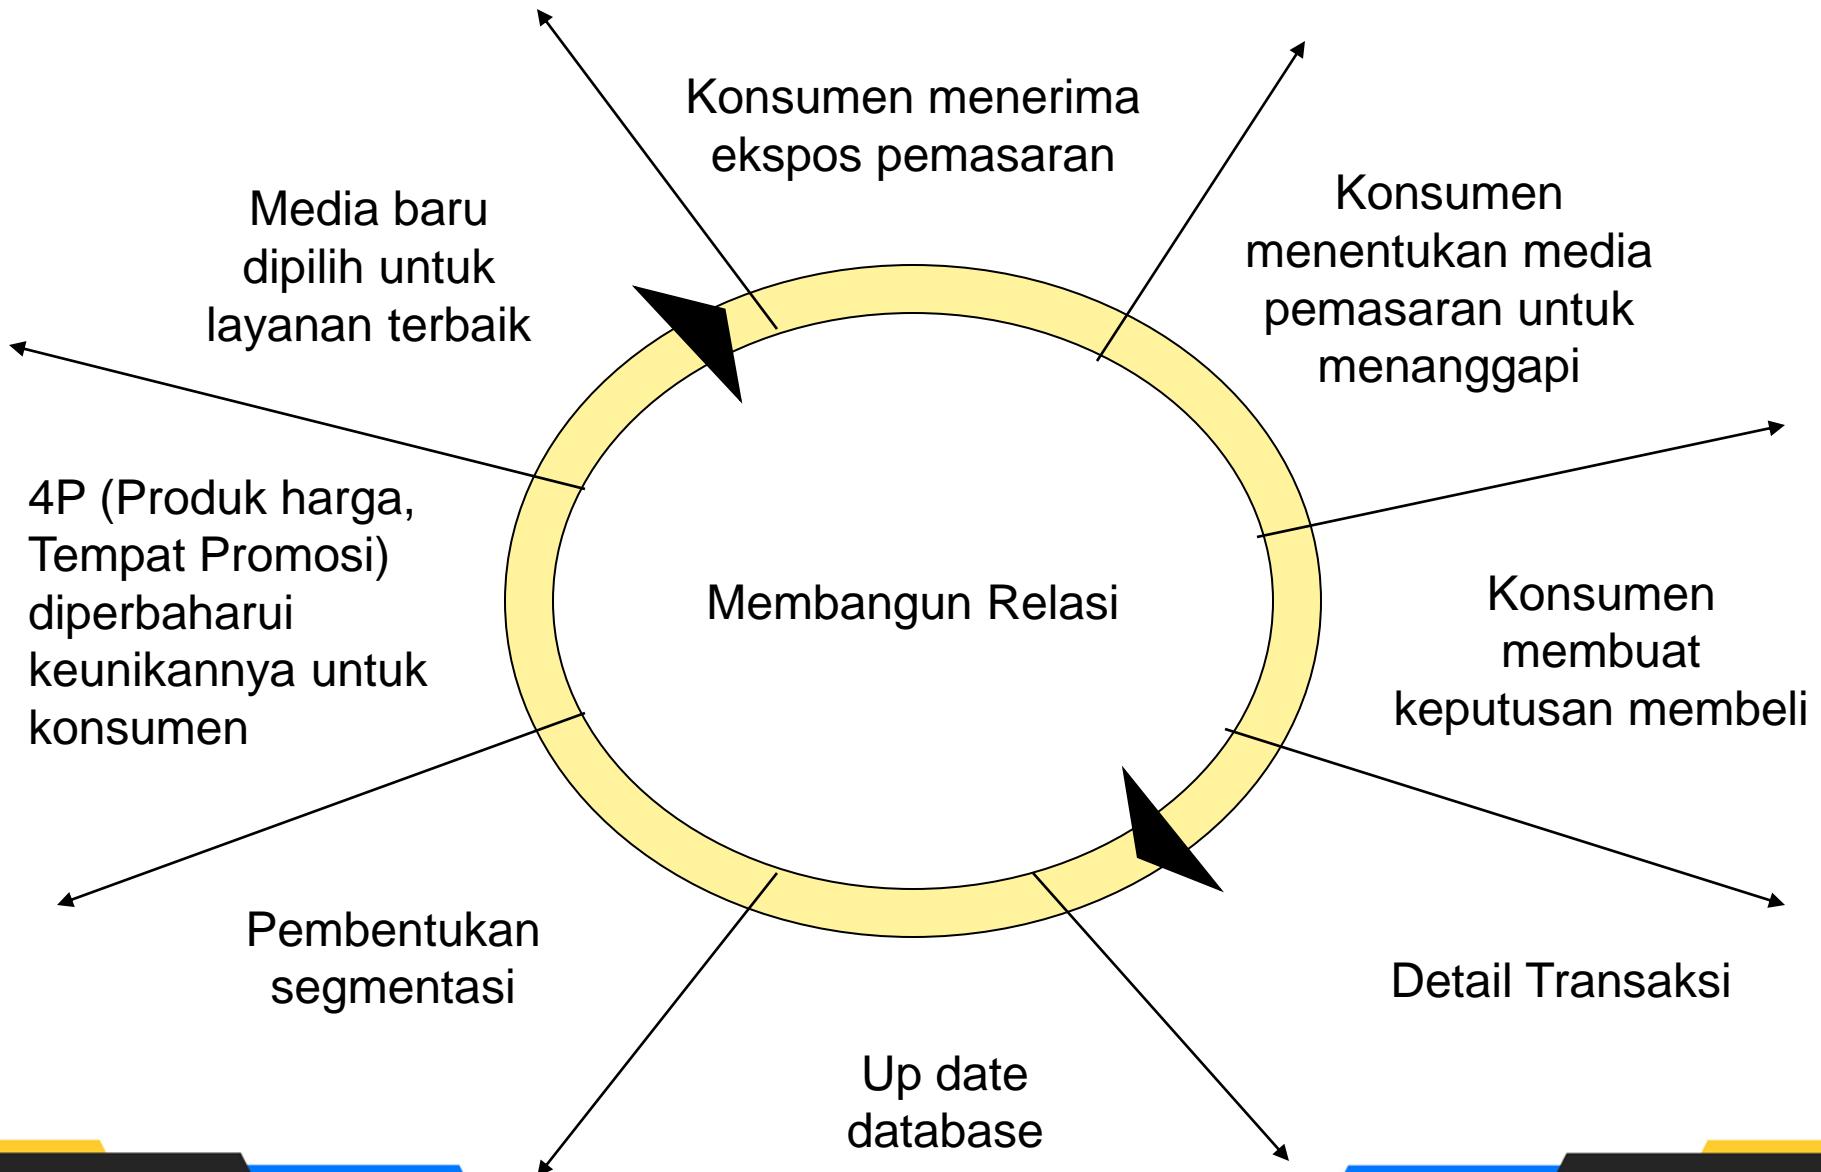 Konsumen menerima
ekspos pemasaran
Konsumen
menentukan media
pemasaran untuk
menanggapi
Media baru
dipilih untuk
layanan terbaik
4P (Produk harga,
Tempat Promosi)
diperbaharui
keunikannya untuk
konsumen
Membangun Relasi
Konsumen
membuat
keputusan membeli
Pembentukan
segmentasi
Detail Transaksi
Up date
database